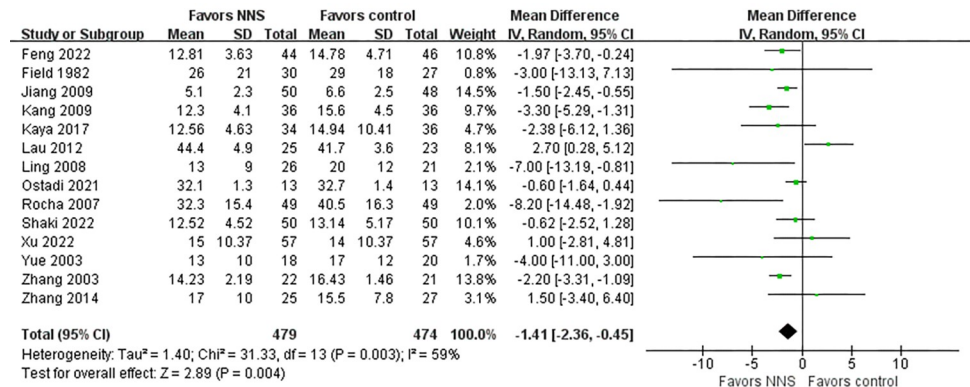 Favors NNS Favors control Mean Difference Mean Difference
Study or Subgroup Mean SD Total Mean SD Total Weight IV, Random, 95% CI IV, Random, 95% CI
Feng 2022 12.81 3.63 44 14.78 4.71 46 10.8% -1.97 [-3.70, -0.24]
Field 1982 26 21 30 29 18 27 0.8% -3.00 [-13.13, 7.13]
Jiang 2009 5.1 2.3 50 6.6 2.5 48 14.5% -1.50 [-2.45, -0.55]
Kang 2009 12.3 4.1 36 15.6 4.5 36 9.6% -3.30 [-5.29, -1.31]
Kaya 2017 12.56 4.63 34 14.94 10.41 36 4.7% -2.38 [-6.12, 1.36]
Lau 2012 44.4 4.9 25 41.7 3.6 23 8.1% 2.70 [0.28, 5.12]
Ling 2008 13 9 26 20 12 21 2.1% -7.00 [-13.19, -0.81]
Ostadi 2021 32.1 1.3 13 32.7 1.4 13 14.1% -0.60 [-1.64, 0.44]
Rocha 2007 32.3 15.4 49 40.5 16.3 49 2.0% -8.20 [-14.48, -1.92]
Shaki 2022 12.52 4.52 50 13.14 5.17 50 10.0% -0.62 [-2.52, 1.28]
Xu 2022 15 10.37 57 14 10.37 57 4.6% 1.00 [-2.81, 4.81]
Yue 2003 13 10 18 17 12 20 1.7% -4.00 [-11.00, 3.00]
Zhang 2003 14.23 2.19 22 16.43 1.46 21 13.8% -2.20 [-3.31, -1.09]
Zhang 2014 17 10 25 15.5 7.8 27 3.1% 1.50 [-3.40, 6.40]
Total (95% CI) 479 474 100.0% -1.41 [-2.36, -0.45]
Heterogeneity: Tau² = 1.40; Chi² = 31.33, df = 13 (P = 0.003); I² = 59%
Test for overall effect: Z = 2.89 (P = 0.004)
-10 -5 0 5 10
Favors NNS Favors control